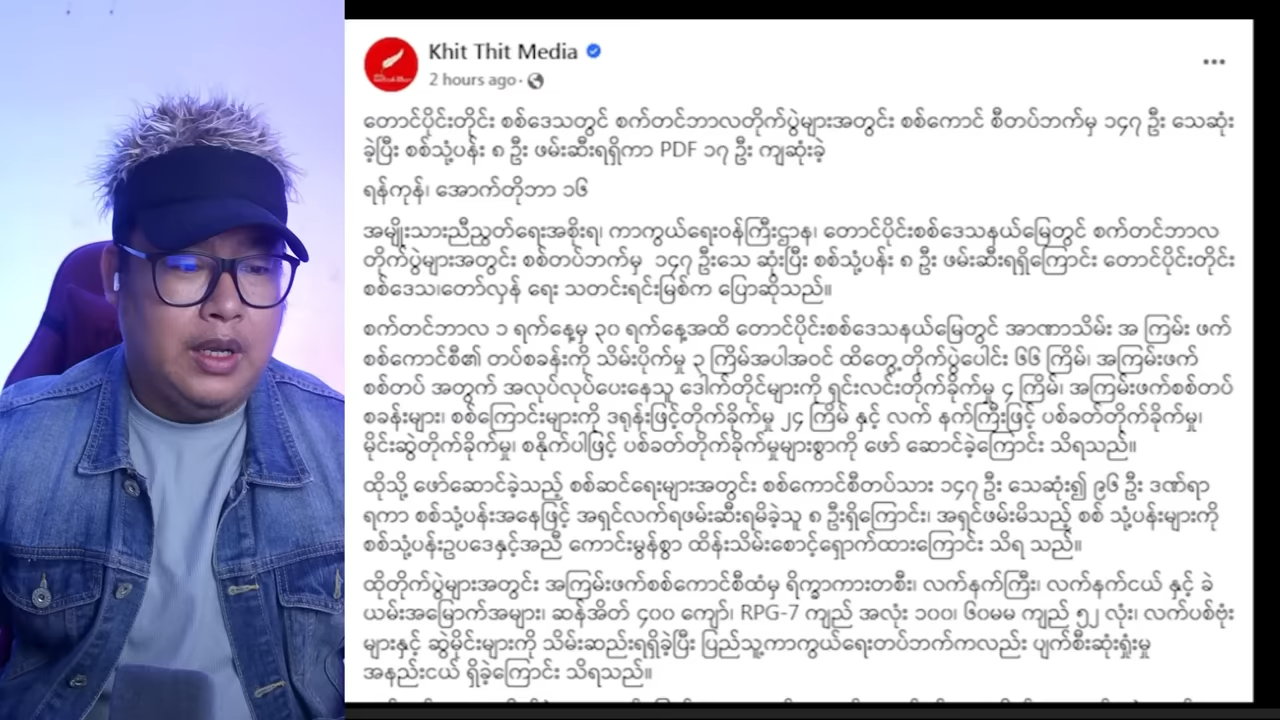 Khit Thit Media
2 hours ago ·
တောင်ပိုင်းတိုင်း စစ်ဒေသတွင် စက်တင်ဘာလတိုက်ပွဲများအတွင်း စစ်ကောင် စီတပ်ဘက်မှ ၁၄၇ ဦး သေဆုံး
ခဲ့ပြီး စစ်သုံ့ပန်း ၈ ဦး ဖမ်းဆီးရရှိကာ PDF ၁၇ ဦး ကျဆုံးခဲ့
ရန်ကုန်၊ အောက်တိုဘာ ၁၆
အမျိုးသားညီညွတ်ရေးအစိုးရ၊ ကာကွယ်ရေးဝန်ကြီးဌာန၊ တောင်ပိုင်းစစ်ဒေသနယ်မြေတွင် စက်တင်ဘာလ
တိုက်ပွဲများအတွင်း စစ်တပ်ဘက်မှ ၁၄၇ ဦးသေ ဆုံးပြီး စစ်သုံ့ပန်း ၈ ဦး ဖမ်းဆီးရရှိကြောင်း တောင်ပိုင်းတိုင်း
စစ်ဒေသ၊တော်လှန် ရေး သတင်းရင်းမြစ်က ပြောဆိုသည်။
စက်တင်ဘာလ ၁ ရက်နေ့မှ ၃၀ ရက်နေ့အထိ တောင်ပိုင်းစစ်ဒေသနယ်မြေတွင် အာဏာသိမ်း အ ကြမ်း ဖက်
စစ်ကောင်စီ၏ တပ်စခန်းကို သိမ်းပိုက်မှု ၃ ကြိမ်အပါအဝင် ထိတွေ့တိုက်ပွဲပေါင်း ၆၆ ကြိမ်၊ အကြမ်းဖက်
စစ်တပ် အတွက် အလုပ်လုပ်ပေးနေသူ ဒေါက်တိုင်များကို ရှင်းလင်းတိုက်ခိုက်မှု ၄ ကြိမ်၊ အကြမ်းဖက်စစ်တပ်
စခန်းများ၊ စစ်ကြောင်းများကို ဒရုန်းဖြင့်တိုက်ခိုက်မှု ၂၄ ကြိမ် နှင့် လက် နက်ကြီးဖြင့် ပစ်ခတ်တိုက်ခိုက်မှု၊
မိုင်းဆွဲတိုက်ခိုက်မှု၊ စနိုက်ပါဖြင့် ပစ်ခတ်တိုက်ခိုက်မှုများစွာကို ဖော် ဆောင်ခဲ့ကြောင်း သိရသည်။
ထိုသို့ ဖော်ဆောင်ခဲ့သည့် စစ်ဆင်ရေးများအတွင်း စစ်ကောင်စီတပ်သား ၁၄၇ ဦး သေဆုံး၍ ၉၆ ဦး ဒဏ်ရာ
ရကာ စစ်သုံ့ပန်းအနေဖြင့် အရှင်လက်ရဖမ်းဆီးရမိခဲ့သူ ၈ ဦးရှိကြောင်း၊ အရှင်ဖမ်းမိသည့် စစ် သုံ့ပန်းများကို
စစ်သုံ့ပန်းဥပဒေနှင့်အညီ ကောင်းမွန်စွာ ထိန်းသိမ်းစောင့်ရှောက်ထားကြောင်း သိရ သည်။
ထိုတိုက်ပွဲများအတွင်း အကြမ်းဖက်စစ်ကောင်စီထံမှ ရိက္ခာကားတစီး၊ လက်နက်ကြီး၊ လက်နက်ငယ် နှင့် ခဲ
ယမ်းအမြောက်အများ၊ ဆန်အိတ် ၄၀၀ ကျော်၊ RPG-7 ကျည် အလုံး ၁၀၀၊ ၆၀မမ ကျည် ၅၂ လုံး၊ လက်ပစ်ဗုံး
များနှင့် ဆွဲမိုင်းများကို သိမ်းဆည်းရရှိခဲ့ပြီး ပြည်သူ့ကာကွယ်ရေးတပ်ဘက်ကလည်း ပျက်စီးဆုံးရှုံးမှု
အနည်းငယ် ရှိခဲ့ကြောင်း သိရသည်။